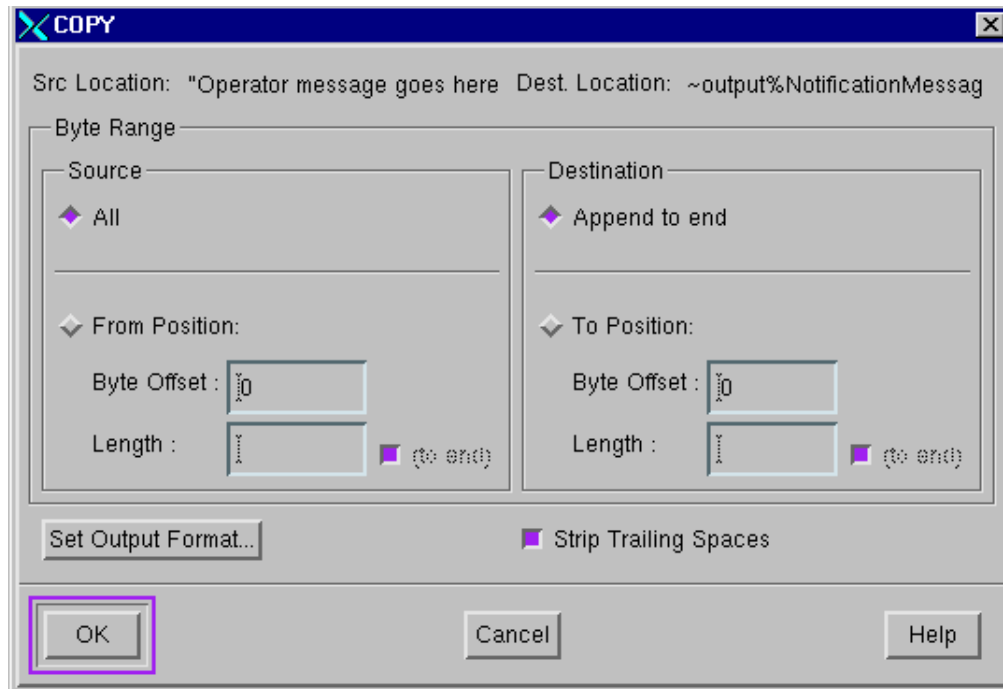 COPY
Src Location: "Operator message goes here Dest. Location: ~output%NotificationMessag
Byte Range
Source
All
From Position:
Byte Offset : 0
Length :
(to end)
Destination
Append to end
To Position:
Byte Offset : 0
Length :
(to end)
Set Output Format...
Strip Trailing Spaces
OK
Cancel
Help